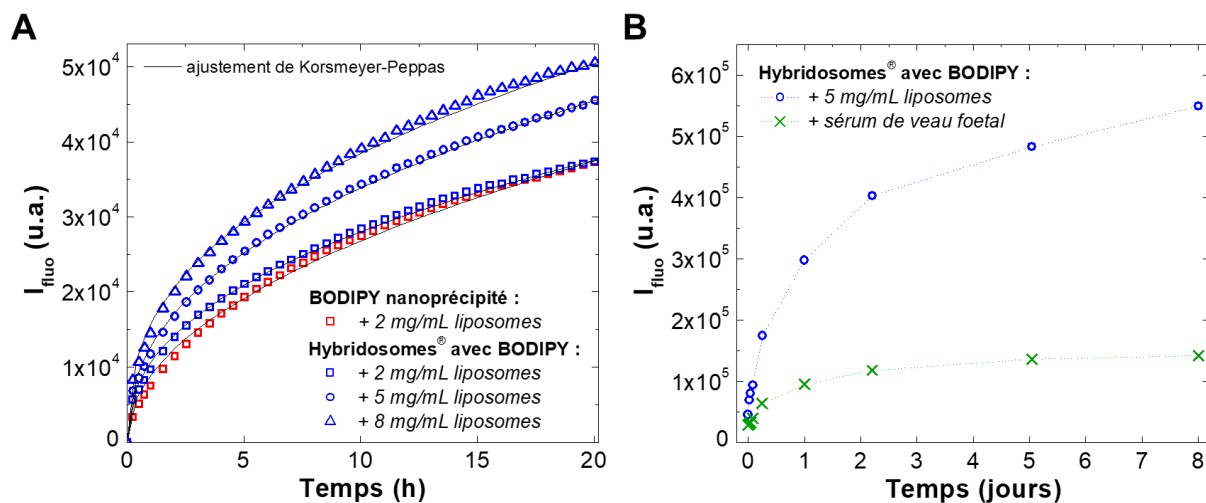 A
I_fluo (u.a.)
5x10⁴
4x10⁴
3x10⁴
2x10⁴
1x10⁴
0
ajustement de Korsmeyer-Peppas
BODIPY nanoprécipité :
+ 2 mg/mL liposomes
Hybridosomes® avec BODIPY :
+ 2 mg/mL liposomes
+ 5 mg/mL liposomes
+ 8 mg/mL liposomes
0 5 10 15 20
Temps (h)
B
I_fluo (u.a.)
6x10⁵
5x10⁵
4x10⁵
3x10⁵
2x10⁵
1x10⁵
0
Hybridosomes® avec BODIPY :
+ 5 mg/mL liposomes
+ sérum de veau foetal
0 1 2 3 4 5 6 7 8
Temps (jours)